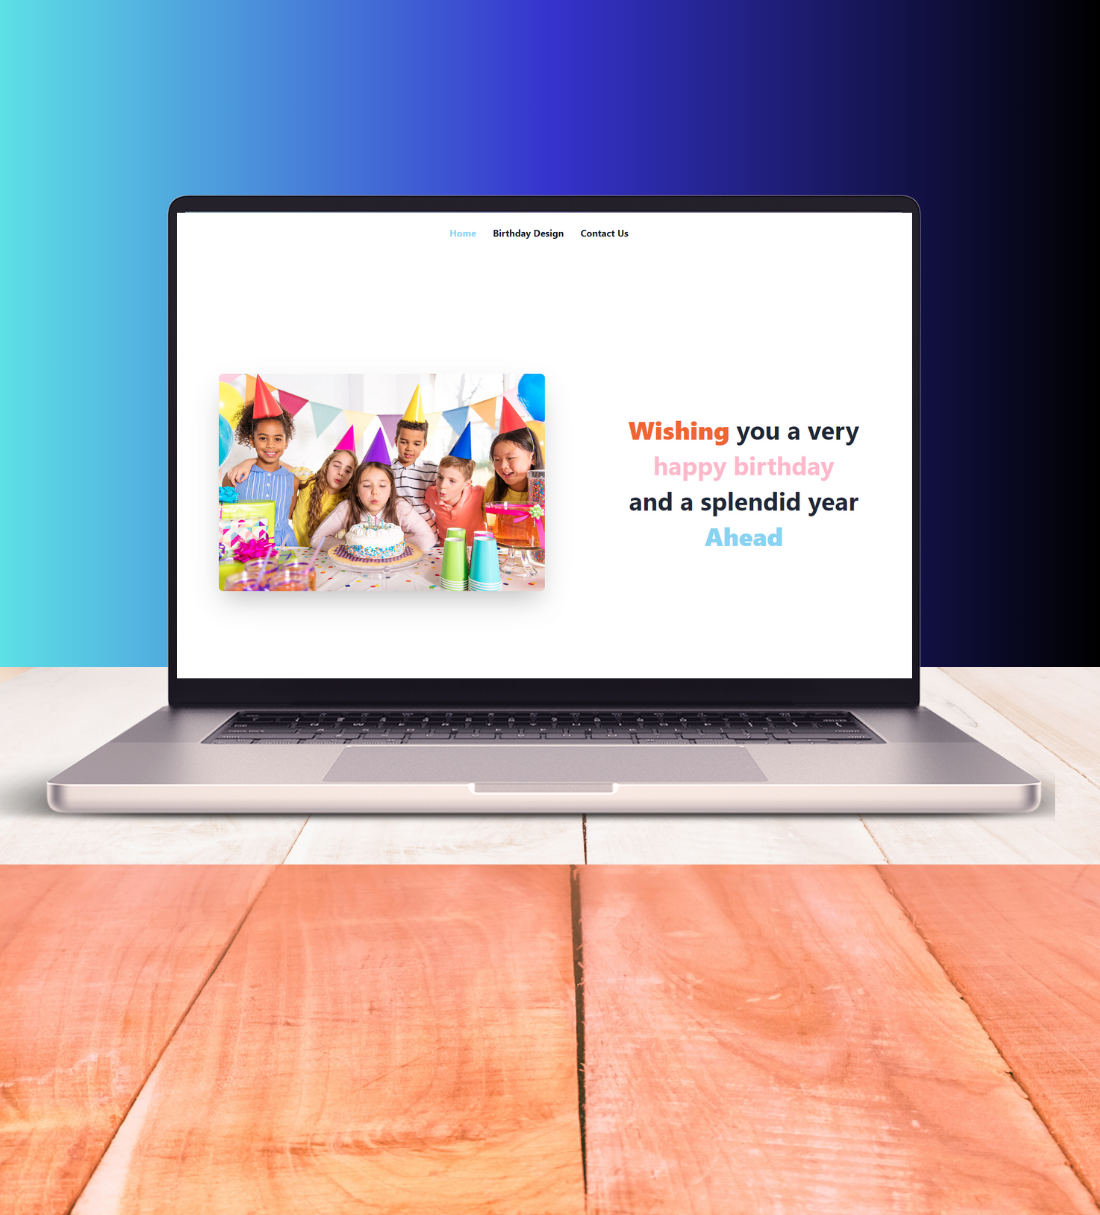 Home Birthday Design Contact Us
Wishing you a very
happy birthday
and a splendid year
Ahead